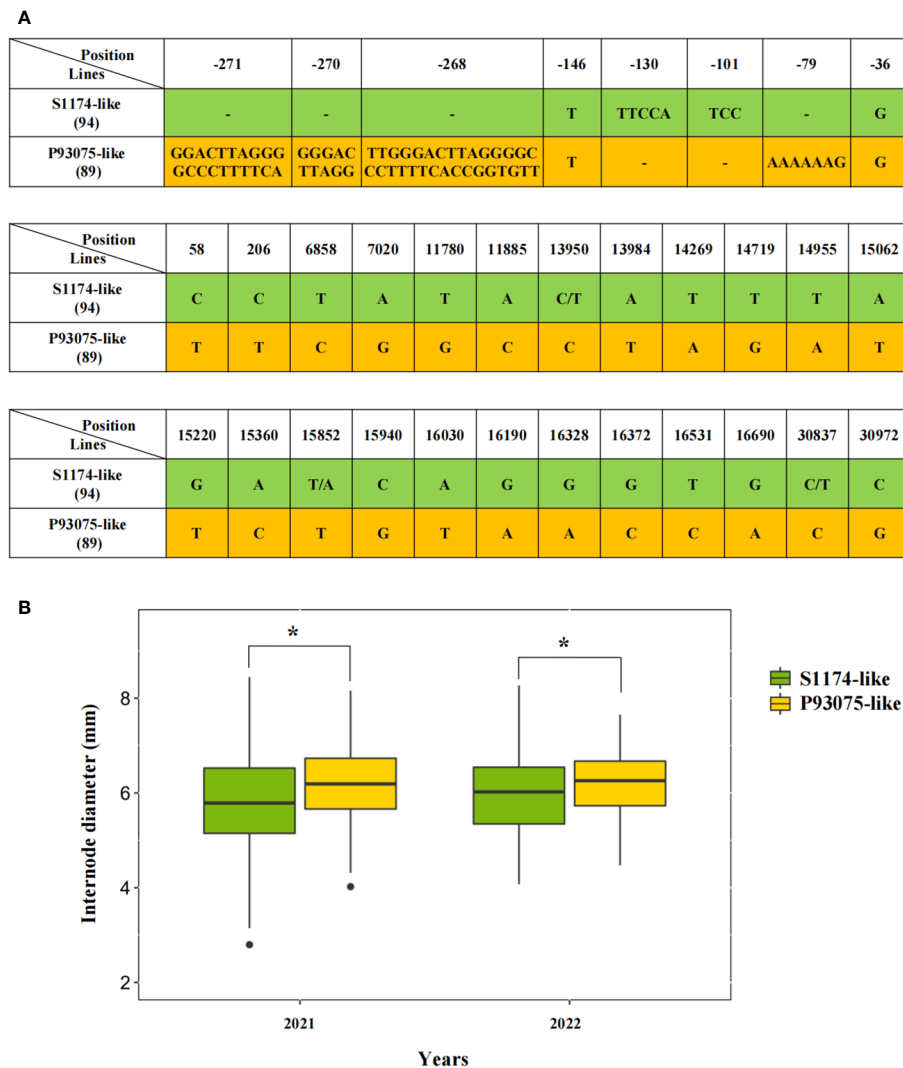 A
Position
Lines
-271 -270 -268 -146 -130 -101 -79 -36
S1174-like
(94)
- - - T TTCCA TCC - G
P93075-like
(89)
GGACTTAGGG GGGAC TTGGGACTTAGGGGC T - - AAAAAAG G
GCCCTTTTCA TTAGG CCTTTTCACCGGTGTT
Position
Lines
58 206 6858 7020 11780 11885 13950 13984 14269 14719 14955 15062
S1174-like
(94)
C C T A T A C/T A T T T A
P93075-like
(89)
T T C G G C C T A G A T
Position
Lines
15220 15360 15852 15940 16030 16190 16328 16372 16531 16690 30837 30972
S1174-like
(94)
G A T/A C A G G G T G C/T C
P93075-like
(89)
T C T G T A A C C A C G
B
* *
8
6
4
2
Internode diameter (mm)
2021 2022
Years
S1174-like
P93075-like